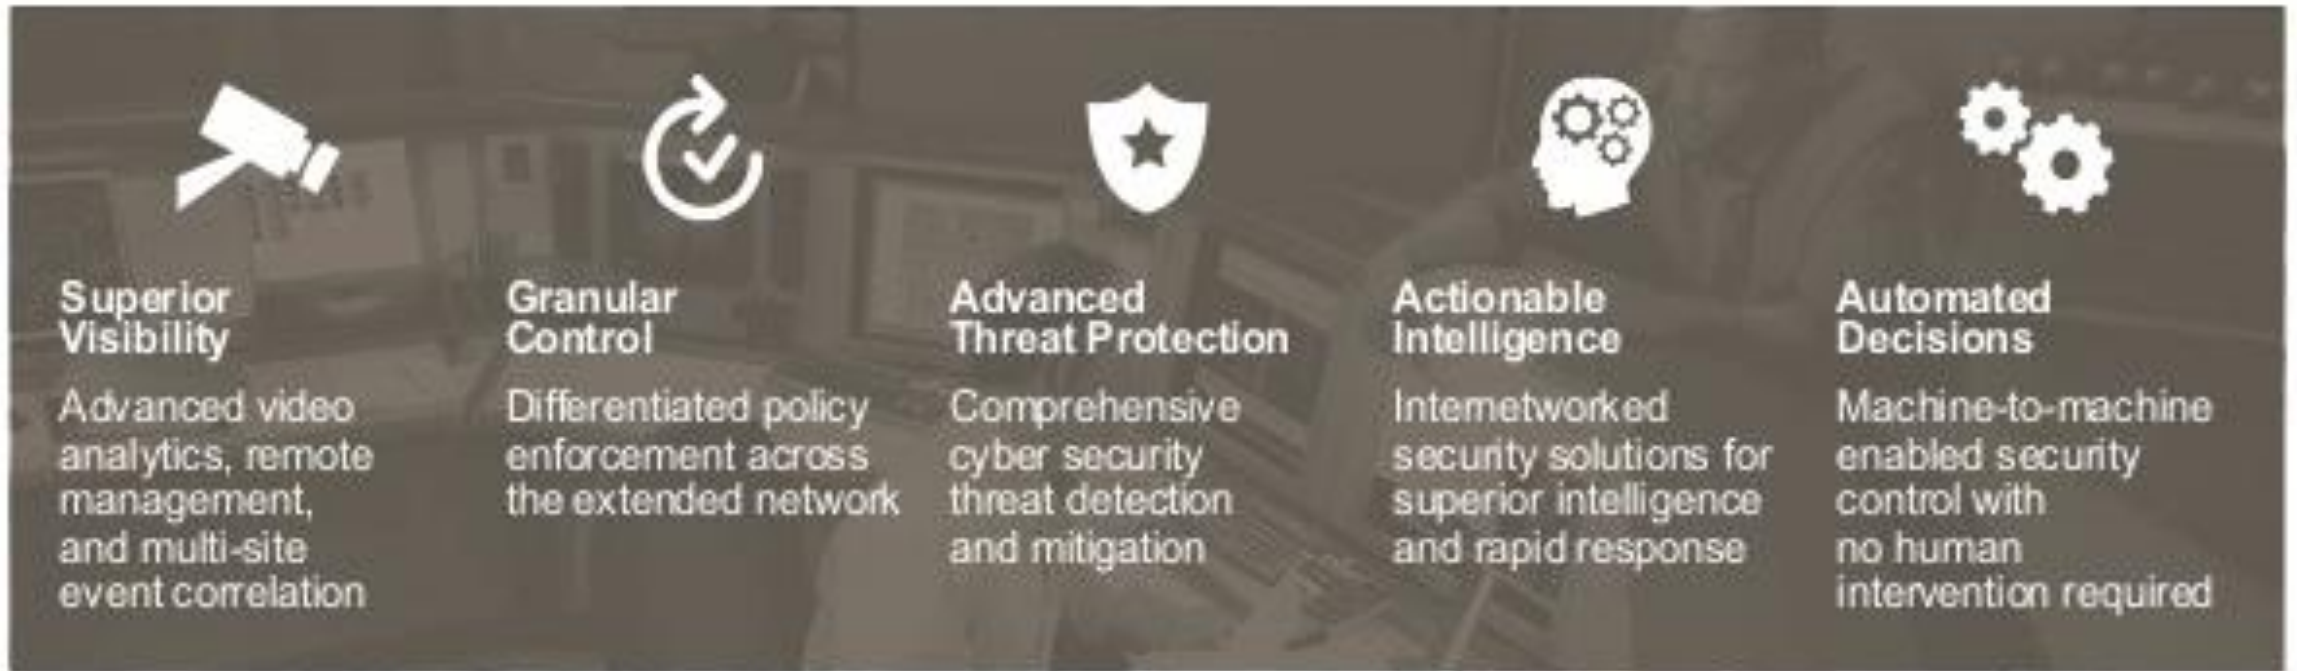 Superior
Visibility
Advanced video
analytics, remote
management,
and multi-site
event correlation
Granular
Control
Differentiated policy
enforcement across
the extended network
Advanced
Threat Protection
Comprehensive
cyber security
threat detection
and mitigation
Actionable
Intelligence
Internetworked
security solutions for
superior intelligence
and rapid response
Automated
Decisions
Machine-to-machine
enabled security
control with
no human
intervention required